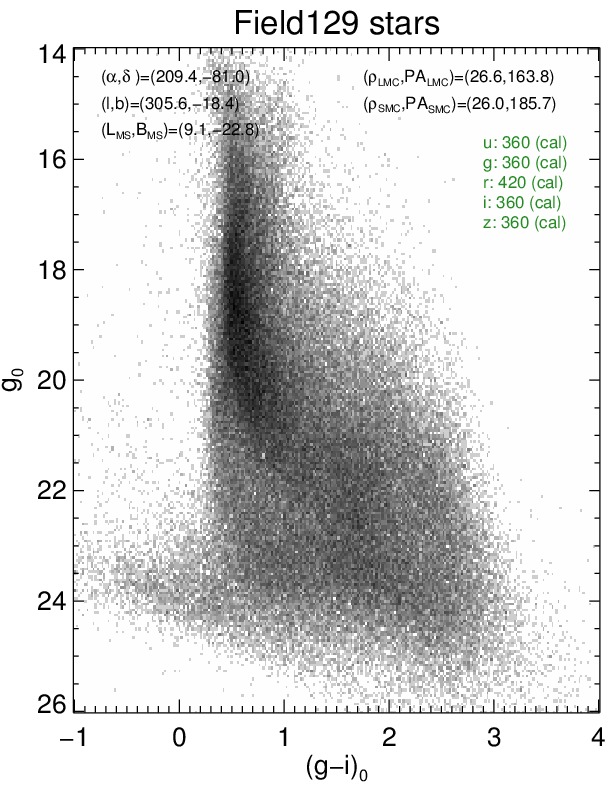 Field129 stars
(α,δ )=(209.4,−81.0)
(l,b)=(305.6,−18.4)
(LMS,BMS)=(9.1,−22.8)
(ρLMC,PALMC)=(26.6,163.8)
(ρSMC,PASMC)=(26.0,185.7)
u: 360 (cal)
g: 360 (cal)
r: 420 (cal)
i: 360 (cal)
z: 360 (cal)
14
16
18
20
22
24
26
g0
−1 0 1 2 3 4
(g−i)0